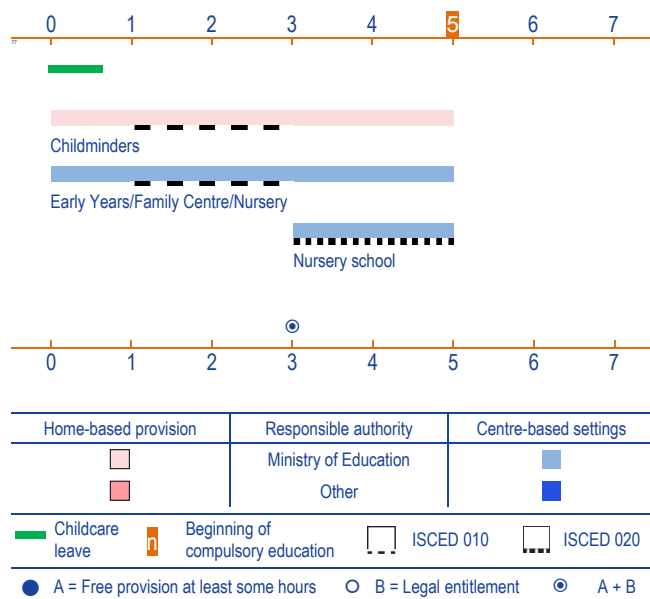 0 1 2 3 4 5 6 7
Childminders
Early Years/Family Centre/Nursery
Nursery school
0 1 2 3 4 5 6 7
Home-based provision Responsible authority Centre-based settings
Ministry of Education
Other
Childcare leave
n
Beginning of compulsory education
ISCED 010
ISCED 020
A = Free provision at least some hours B = Legal entitlement A + B